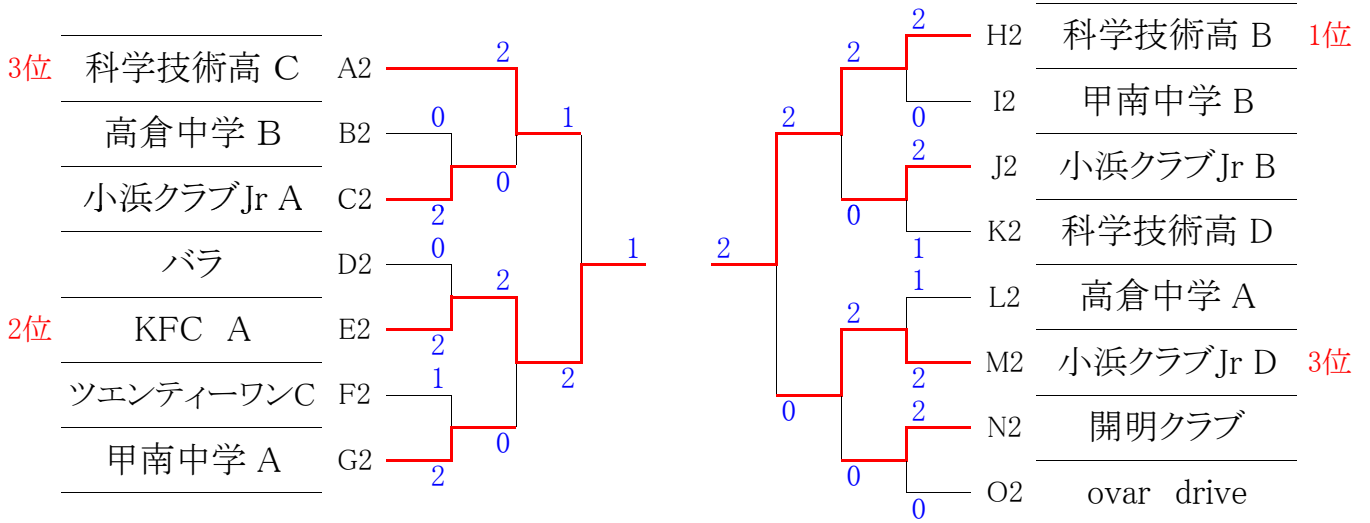 3位 科学技術高 C A2
高倉中学 B B2
小浜クラブJr A C2
バラ D2
2位 KFC A E2
ツエンティーワンC F2
甲南中学 A G2
2
0
1
2
0
0
2
1
2
2
1
2
0
2
H2 科学技術高 B 1位
I2 甲南中学 B
J2 小浜クラブJr B
K2 科学技術高 D
L2 高倉中学 A
M2 小浜クラブJr D 3位
N2 開明クラブ
O2 ovar drive
2
2
2
0
2
0
1
2
1
2
0
2
2
0
0